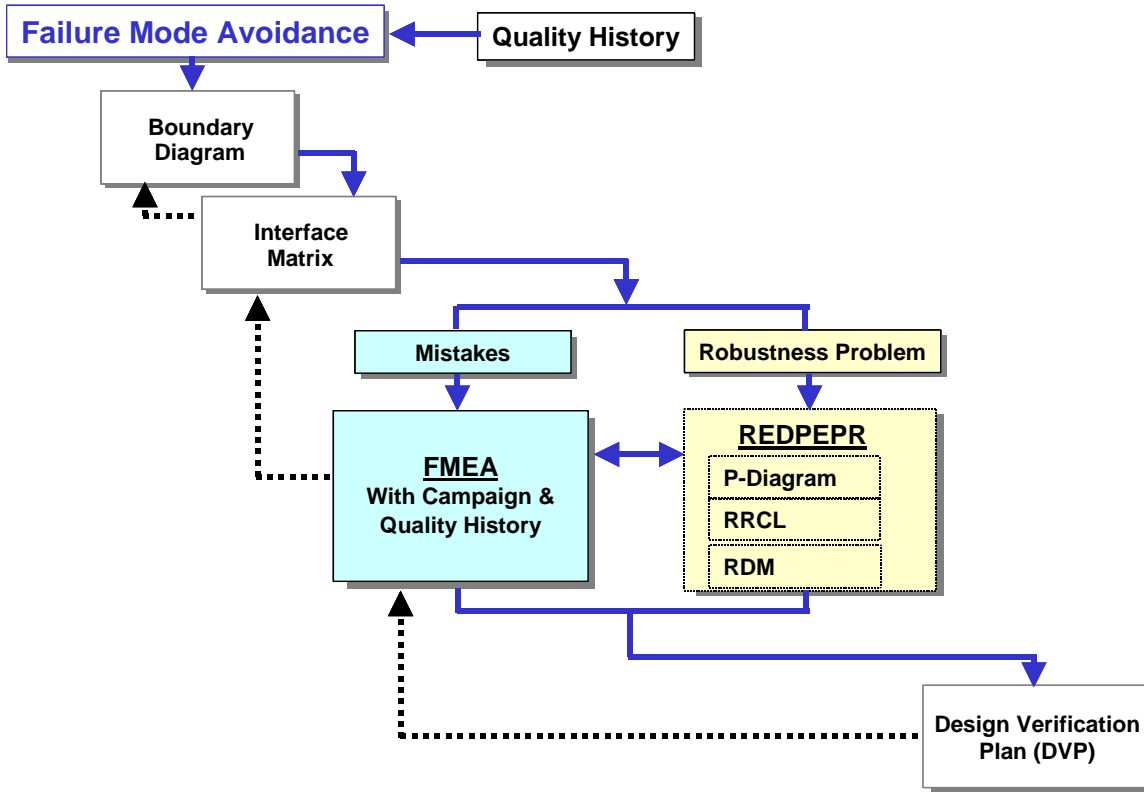 Failure Mode Avoidance
Quality History
Boundary
Diagram
Interface
Matrix
Mistakes
Robustness Problem
FMEA
With Campaign &
Quality History
REDPEPR
P-Diagram
RRCL
RDM
Design Verification
Plan (DVP)